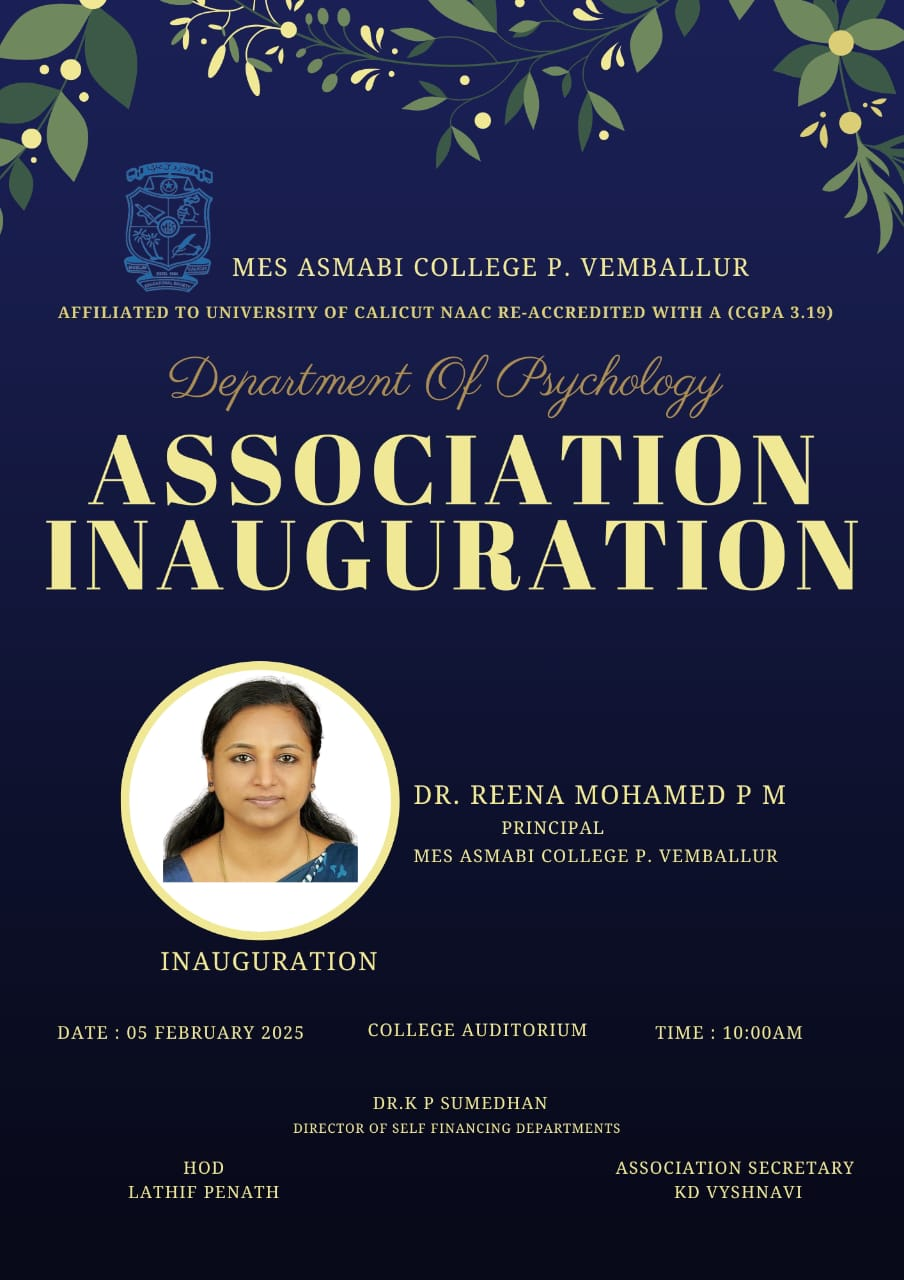 MES ASMABI COLLEGE P. VEMBALLUR
AFFILIATED TO UNIVERSITY OF CALICUT NAAC RE-ACCREDITED WITH A (CGPA 3.19)
Department Of Psychology
ASSOCIATION
INAUGURATION
DR. REENA MOHAMED P M
PRINCIPAL
MES ASMABI COLLEGE P. VEMBALLUR
INAUGURATION
DATE : 05 FEBRUARY 2025
COLLEGE AUDITORIUM
TIME : 10:00AM
DR.K P SUMEDHAN
DIRECTOR OF SELF FINANCING DEPARTMENTS
HOD
LATHIF PENATH
ASSOCIATION SECRETARY
KD VYSHNAVI